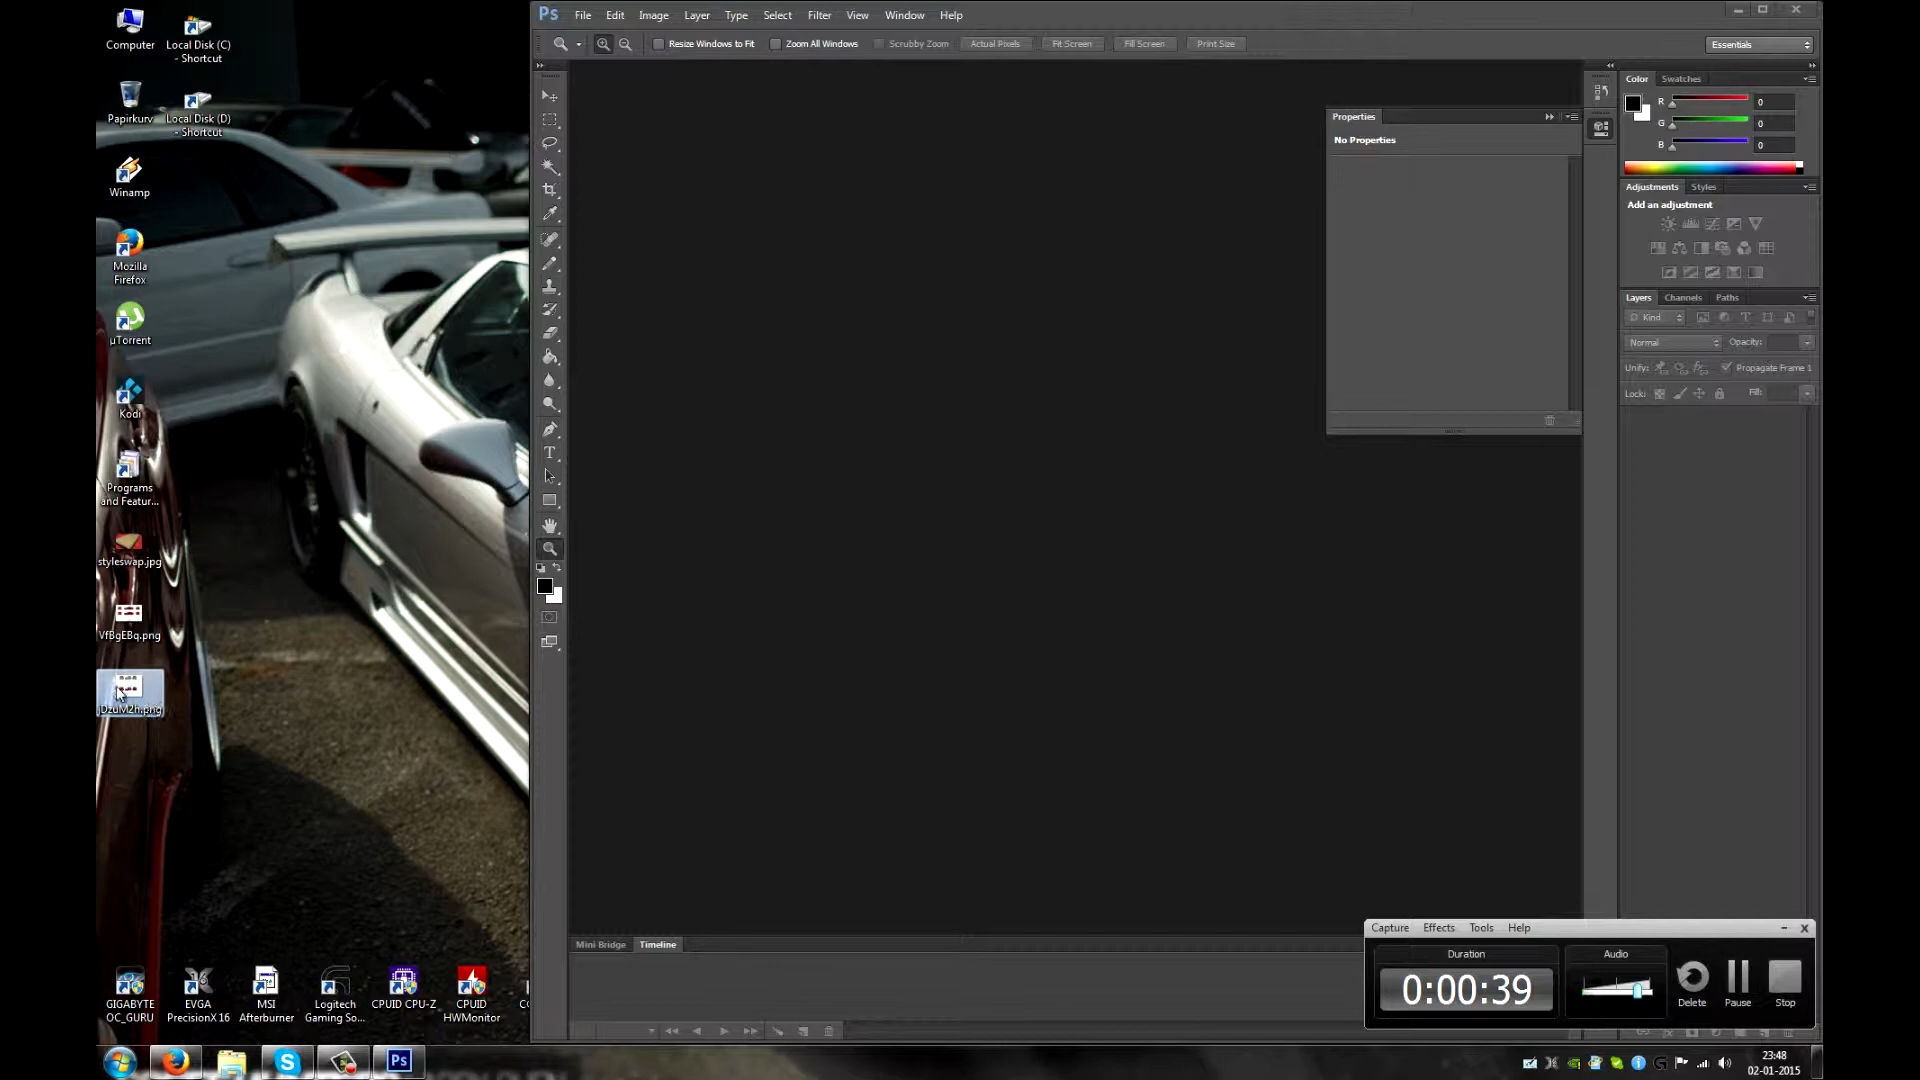 Computer
Local Disk (C)
- Shortcut
Papirkurv
Local Disk (D)
- Shortcut
Winamp
Mozilla
Firefox
µTorrent
Kodi
Programs
and Featur...
styleswap.jpg
VfBgEBq.png
jDzuM2h.png
GIGABYTE
OC_GURU
EVGA
PrecisionX 16
MSI
Afterburner
Logitech
Gaming So...
CPUID CPU-Z
CPUID
HWMonitor
Ps File Edit Image Layer Type Select Filter View Window Help
Resize Windows to Fit Zoom All Windows Scrubby Zoom Actual Pixels Fit Screen Fill Screen Print Size
Essentials
Properties
No Properties
Color Swatches
R 0
G 0
B 0
Adjustments Styles
Add an adjustment
Layers Channels Paths
Kind
Normal Opacity:
Unify: Propagate Frame 1
Lock: Fill:
Mini Bridge Timeline
Capture Effects Tools Help
Duration
Audio
0:00:39
Delete Pause Stop
Ps
23:48
02-01-2015